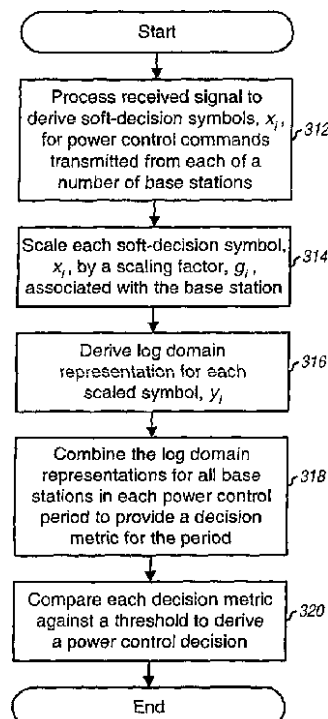 Start
Process received signal to
derive soft-decision symbols, xᵢ,
for power control commands
transmitted from each of a
number of base stations
312
Scale each soft-decision symbol,
xᵢ, by a scaling factor, gᵢ,
associated with the base station
314
Derive log domain
representation for each
scaled symbol, yᵢ
316
Combine the log domain
representations for all base
stations in each power control
period to provide a decision
metric for the period
318
Compare each decision metric
against a threshold to derive
a power control decision
320
End